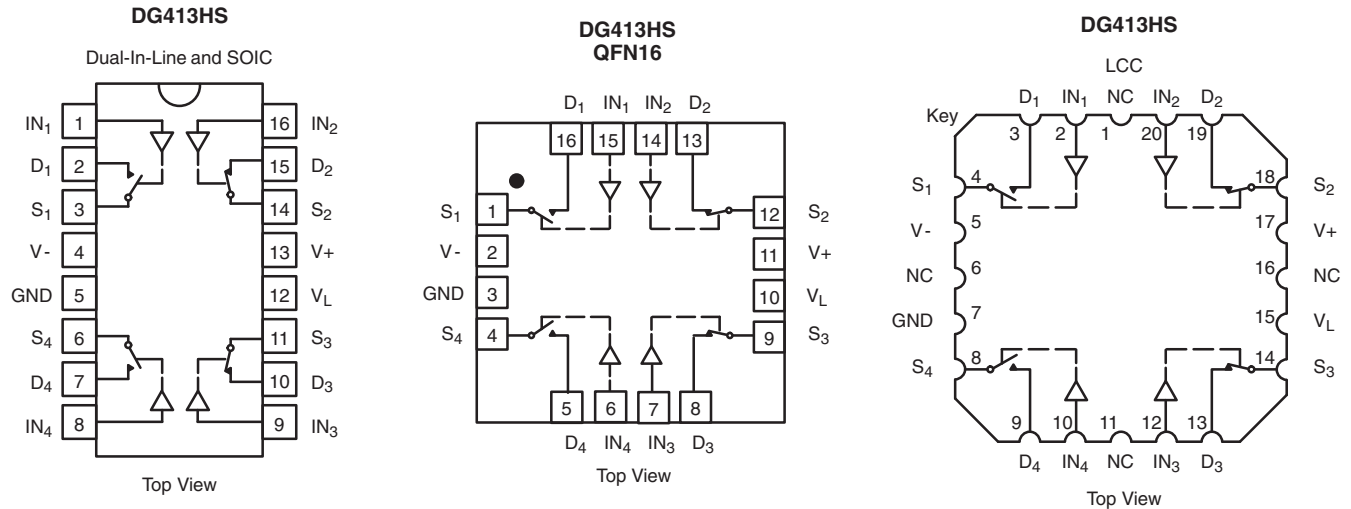 DG413HS
Dual-In-Line and SOIC
IN1 1 16 IN2
D1 2 15 D2
S1 3 14 S2
V- 4 13 V+
GND 5 12 VL
S4 6 11 S3
D4 7 10 D3
IN4 8 9 IN3
Top View
DG413HS
QFN16
D1 IN1 IN2 D2
16 15 14 13
S1 1 12 S2
V- 2 11 V+
GND 3 10 VL
S4 4 9 S3
5 6 7 8
D4 IN4 IN3 D3
Top View
DG413HS
LCC
D1 IN1 NC IN2 D2
Key
3 2 1 20 19
S1 4 18 S2
V- 5 17 V+
NC 6 16 NC
GND 7 15 VL
S4 8 14 S3
9 10 11 12 13
D4 IN4 NC IN3 D3
Top View